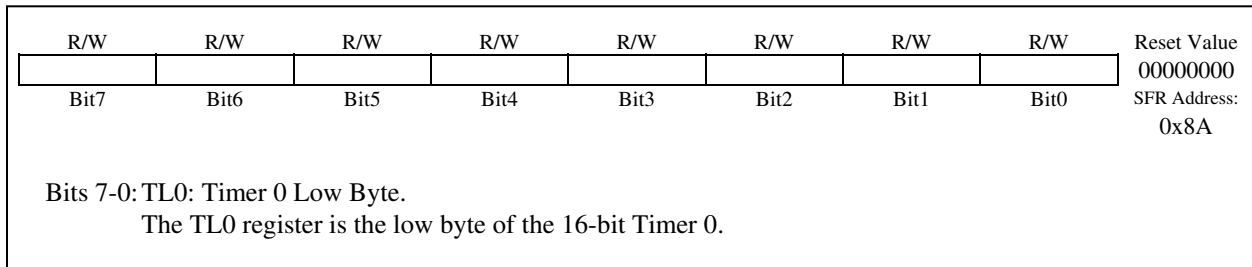 R/W R/W R/W R/W R/W R/W R/W R/W Reset Value
00000000
Bit7 Bit6 Bit5 Bit4 Bit3 Bit2 Bit1 Bit0 SFR Address:
0x8A
Bits 7-0: TL0: Timer 0 Low Byte.
The TL0 register is the low byte of the 16-bit Timer 0.